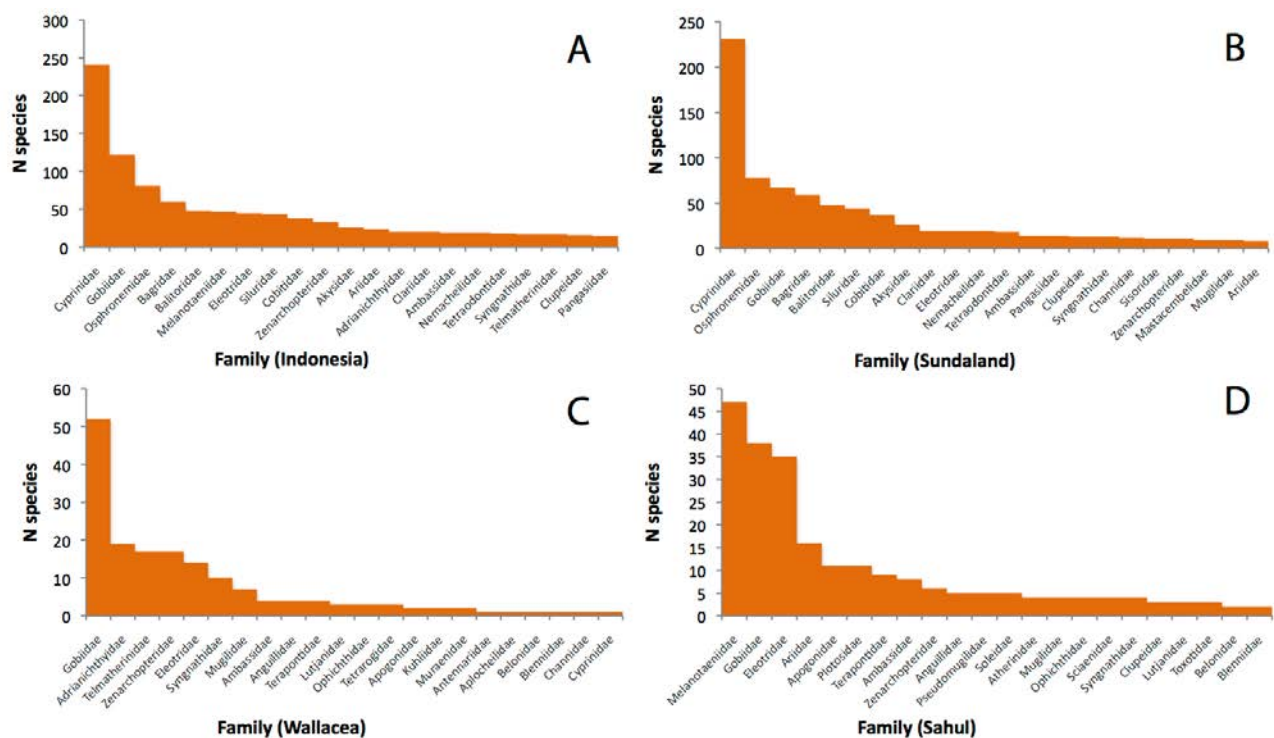 A
N species
300
250
200
150
100
50
0
Cyprinidae
Gobiidae
Osphronemidae
Bagridae
Balitoridae
Melanotaeniidae
Eleotridae
Siluridae
Cobitidae
Zenarchopteridae
Akysidae
Ariidae
Adrianichthyidae
Clariidae
Ambassidae
Nemacheilidae
Tetraodontidae
Syngnathidae
Telmatherinidae
Clupeidae
Pangasiidae
Family (Indonesia)
B
N species
250
200
150
100
50
0
Cyprinidae
Osphronemidae
Gobiidae
Bagridae
Balitoridae
Siluridae
Cobitidae
Akysidae
Clariidae
Eleotridae
Nemacheilidae
Tetraodontidae
Ambassidae
Pangasiidae
Clupeidae
Syngnathidae
Channidae
Sisoridae
Zenarchopteridae
Mastacembelidae
Mugilidae
Ariidae
Family (Sundaland)
C
N species
60
50
40
30
20
10
0
Gobiidae
Adrianichthyidae
Telmatherinidae
Zenarchopteridae
Eleotridae
Syngnathidae
Mugilidae
Ambassidae
Anguillidae
Terapontidae
Lutjanidae
Ophichthidae
Tetrarogidae
Apogonidae
Kuhliidae
Muraenidae
Antennariidae
Aplocheilidae
Belonidae
Blenniidae
Channidae
Cyprinidae
Family (Wallacea)
D
N species
50
45
40
35
30
25
20
15
10
5
0
Melanotaeniidae
Gobiidae
Eleotridae
Ariidae
Apogonidae
Plotosidae
Terapontidae
Ambassidae
Zenarchopteridae
Anguillidae
Pseudomugilidae
Soleidae
Atherinidae
Mugilidae
Ophichthidae
Sciaenidae
Syngnathidae
Clupeidae
Lutjanidae
Toxotidae
Belonidae
Blenniidae
Family (Sahul)